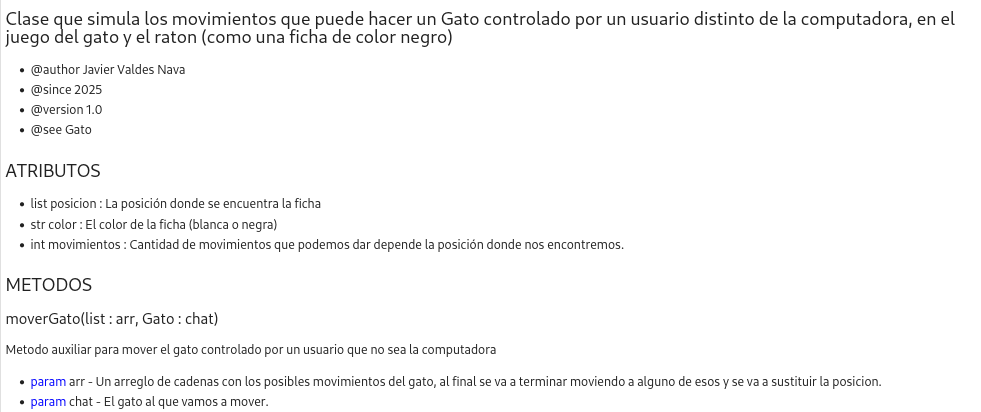 Clase que simula los movimientos que puede hacer un Gato controlado por un usuario distinto de la computadora, en el
juego del gato y el raton (como una ficha de color negro)
• @author Javier Valdes Nava
• @since 2025
• @version 1.0
• @see Gato
ATRIBUTOS
• list posicion : La posición donde se encuentra la ficha
• str color : El color de la ficha (blanca o negra)
• int movimientos : Cantidad de movimientos que podemos dar depende la posición donde nos encontremos.
METODOS
moverGato(list : arr, Gato : chat)
Metodo auxiliar para mover el gato controlado por un usuario que no sea la computadora
• param arr - Un arreglo de cadenas con los posibles movimientos del gato, al final se va a terminar moviendo a alguno de esos y se va a sustituir la posicion.
• param chat - El gato al que vamos a mover.